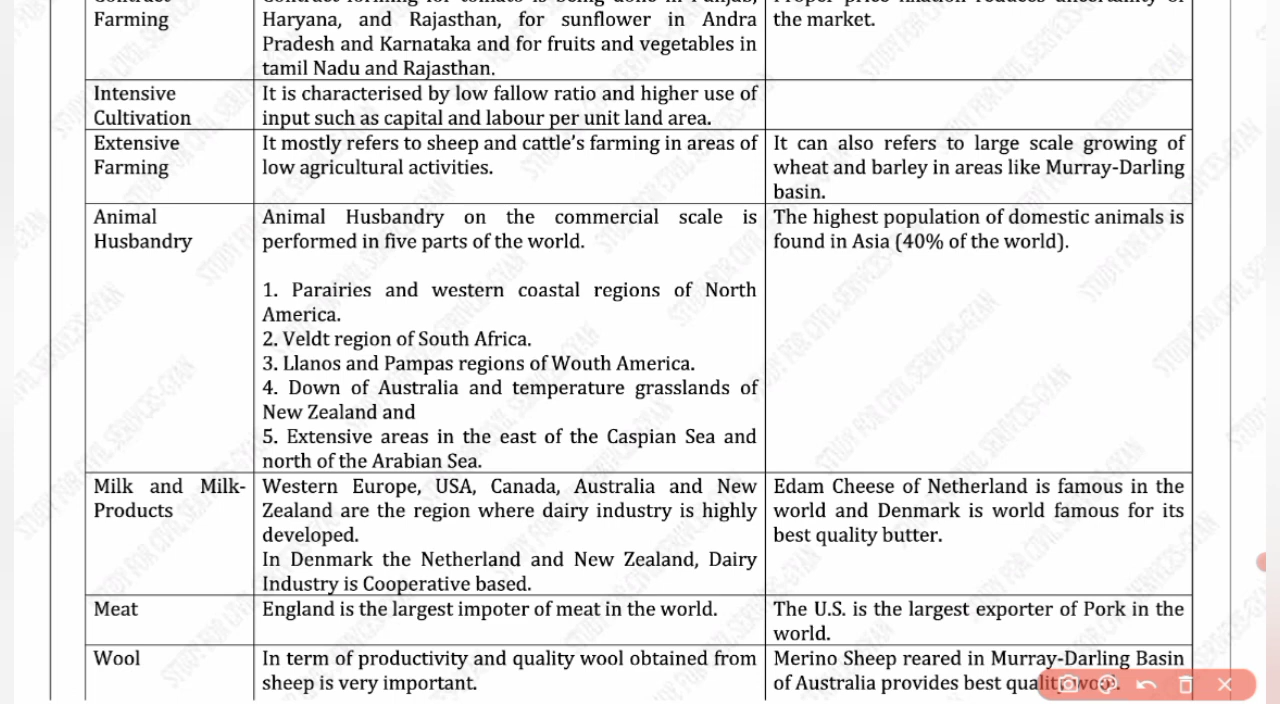 Farming
Haryana, and Rajasthan, for sunflower in Andra
Pradesh and Karnataka and for fruits and vegetables in
tamil Nadu and Rajasthan.
the market.
Intensive
Cultivation
It is characterised by low fallow ratio and higher use of
input such as capital and labour per unit land area.
Extensive
Farming
It mostly refers to sheep and cattle's farming in areas of
low agricultural activities.
It can also refers to large scale growing of
wheat and barley in areas like Murray-Darling
basin.
Animal
Husbandry
Animal Husbandry on the commercial scale is
performed in five parts of the world.
1. Parairies and western coastal regions of North
America.
2. Veldt region of South Africa.
3. Llanos and Pampas regions of Wouth America.
4. Down of Australia and temperature grasslands of
New Zealand and
5. Extensive areas in the east of the Caspian Sea and
north of the Arabian Sea.
The highest population of domestic animals is
found in Asia (40% of the world).
Milk and Milk-
Products
Western Europe, USA, Canada, Australia and New
Zealand are the region where dairy industry is highly
developed.
In Denmark the Netherland and New Zealand, Dairy
Industry is Cooperative based.
Edam Cheese of Netherland is famous in the
world and Denmark is world famous for its
best quality butter.
Meat
England is the largest impoter of meat in the world.
The U.S. is the largest exporter of Pork in the
world.
Wool
In term of productivity and quality wool obtained from
sheep is very important.
Merino Sheep reared in Murray-Darling Basin
of Australia provides best quality
STUDY FOR CIVIL SERVICES-GYAN